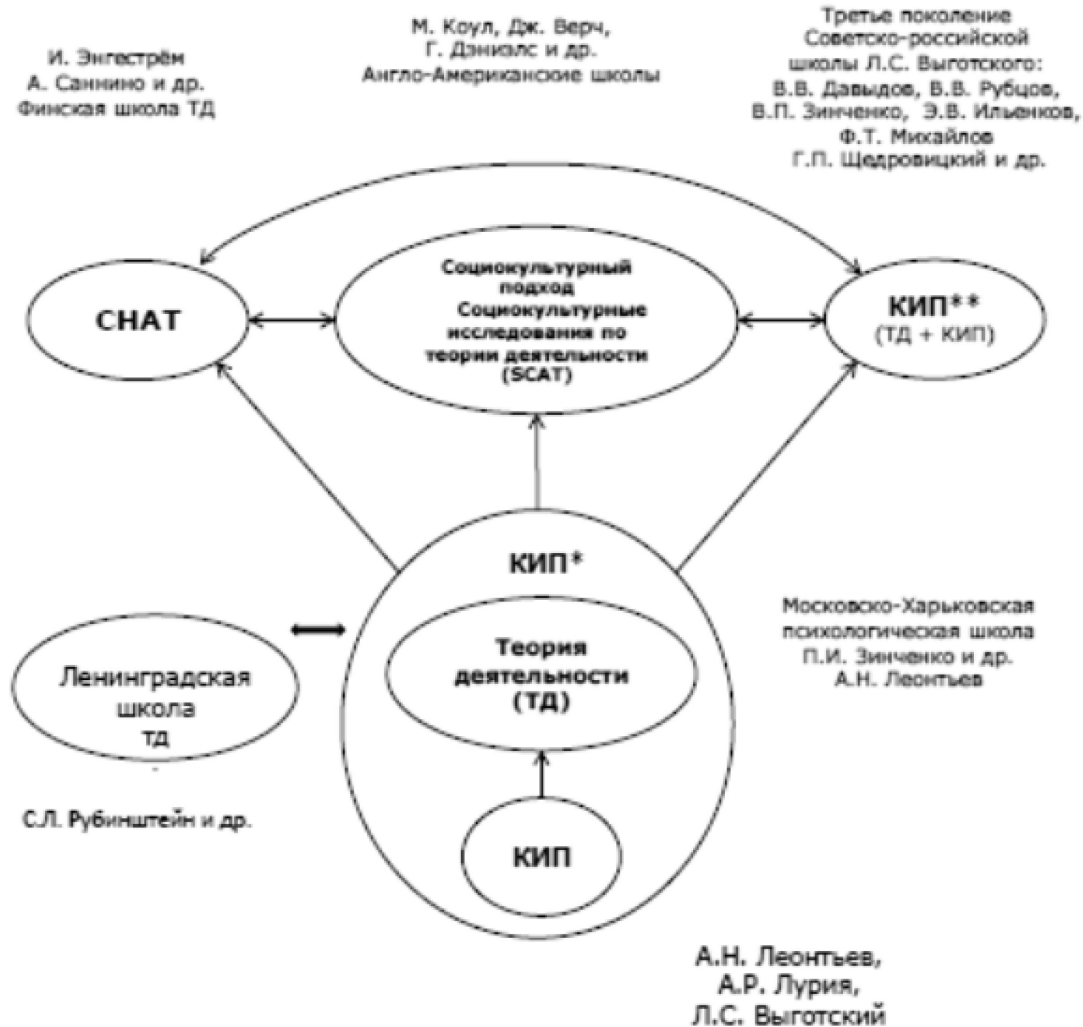 И. Энгестрём
А. Саннино и др.
Финская школа ТД
М. Коул, Дж. Верч,
Г. Дэниэлс и др.
Англо-Американские школы
Третье поколение
Советско-российской
школы Л.С. Выготского:
В.В. Давыдов, В.В. Рубцов,
В.П. Зинченко, Э.В. Ильенков,
Ф.Т. Михайлов
Г.П. Щедровицкий и др.
CHAT
Социокультурный
подход
Социокультурные
исследования по
теории деятельности
(SCAT)
КИП**
(ТД + КИП)
КИП*
Теория
деятельности
(ТД)
КИП
Ленинградская
школа
тд
С.Л. Рубинштейн и др.
Московско-Харьковская
психологическая школа
П.И. Зинченко и др.
А.Н. Леонтьев
А.Н. Леонтьев,
А.Р. Лурия,
Л.С. Выготский